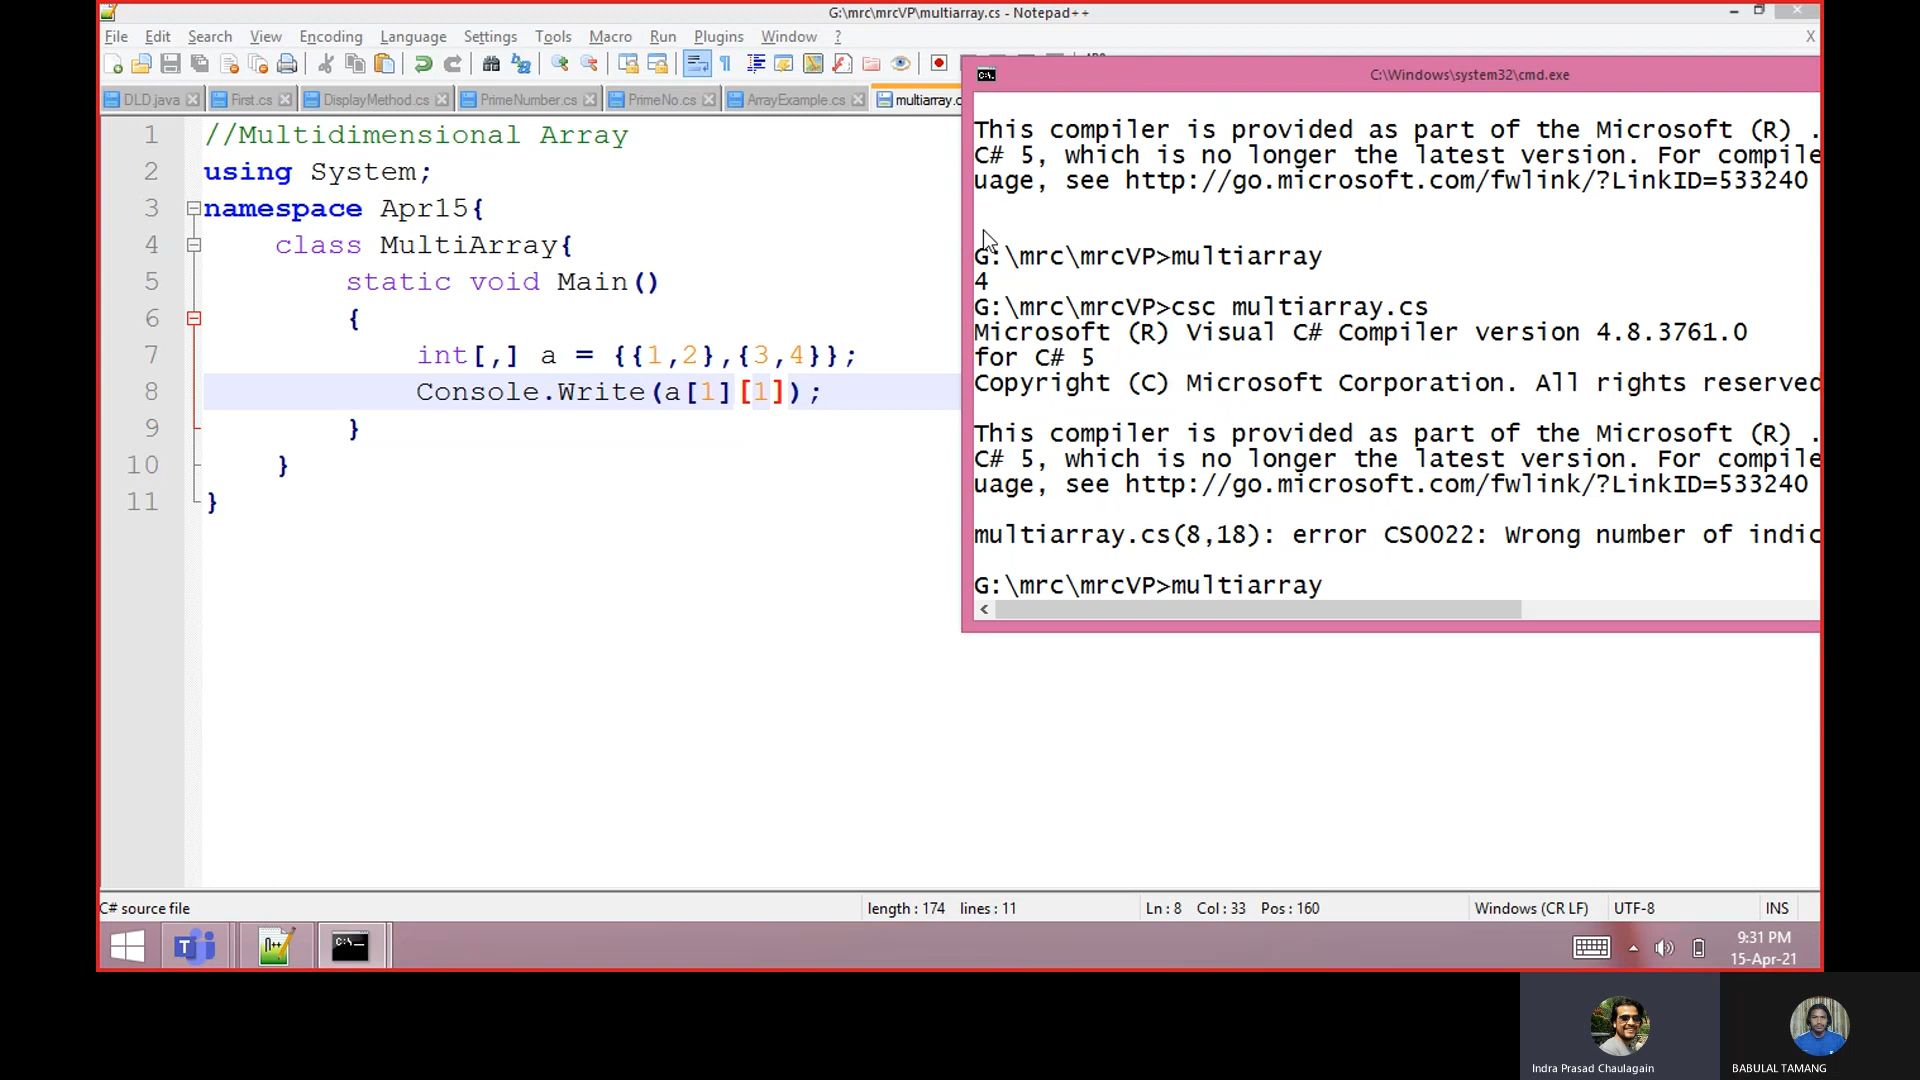 G:\mrc\mrcVP\multiarray.cs - Notepad++
File Edit Search View Encoding Language Settings Tools Macro Run Plugins Window ?
X
C:\Windows\system32\cmd.exe
DLD.java First.cs DisplayMethod.cs PrimeNumber.cs PrimeNo.cs ArrayExample.cs multiarray.c
1 //Multidimensional Array
2 using System;
3 namespace Apr15{
4 class MultiArray{
5 static void Main()
6 {
7 int[,] a = {{1,2},{3,4}};
8 Console.Write(a[1][1]);
9 }
10 }
11 }
This compiler is provided as part of the Microsoft (R) .
C# 5, which is no longer the latest version. For compile
uage, see http://go.microsoft.com/fwlink/?LinkID=533240
G:\mrc\mrcVP>multiarray
4
G:\mrc\mrcVP>csc multiarray.cs
Microsoft (R) Visual C# Compiler version 4.8.3761.0
for C# 5
Copyright (C) Microsoft Corporation. All rights reserved
This compiler is provided as part of the Microsoft (R) .
C# 5, which is no longer the latest version. For compile
uage, see http://go.microsoft.com/fwlink/?LinkID=533240
multiarray.cs(8,18): error CS0022: Wrong number of indic
G:\mrc\mrcVP>multiarray
C# source file length : 174 lines : 11 Ln : 8 Col : 33 Pos : 160 Windows (CR LF) UTF-8 INS
9:31 PM
15-Apr-21
Indra Prasad Chaulagain
BABULAL TAMANG